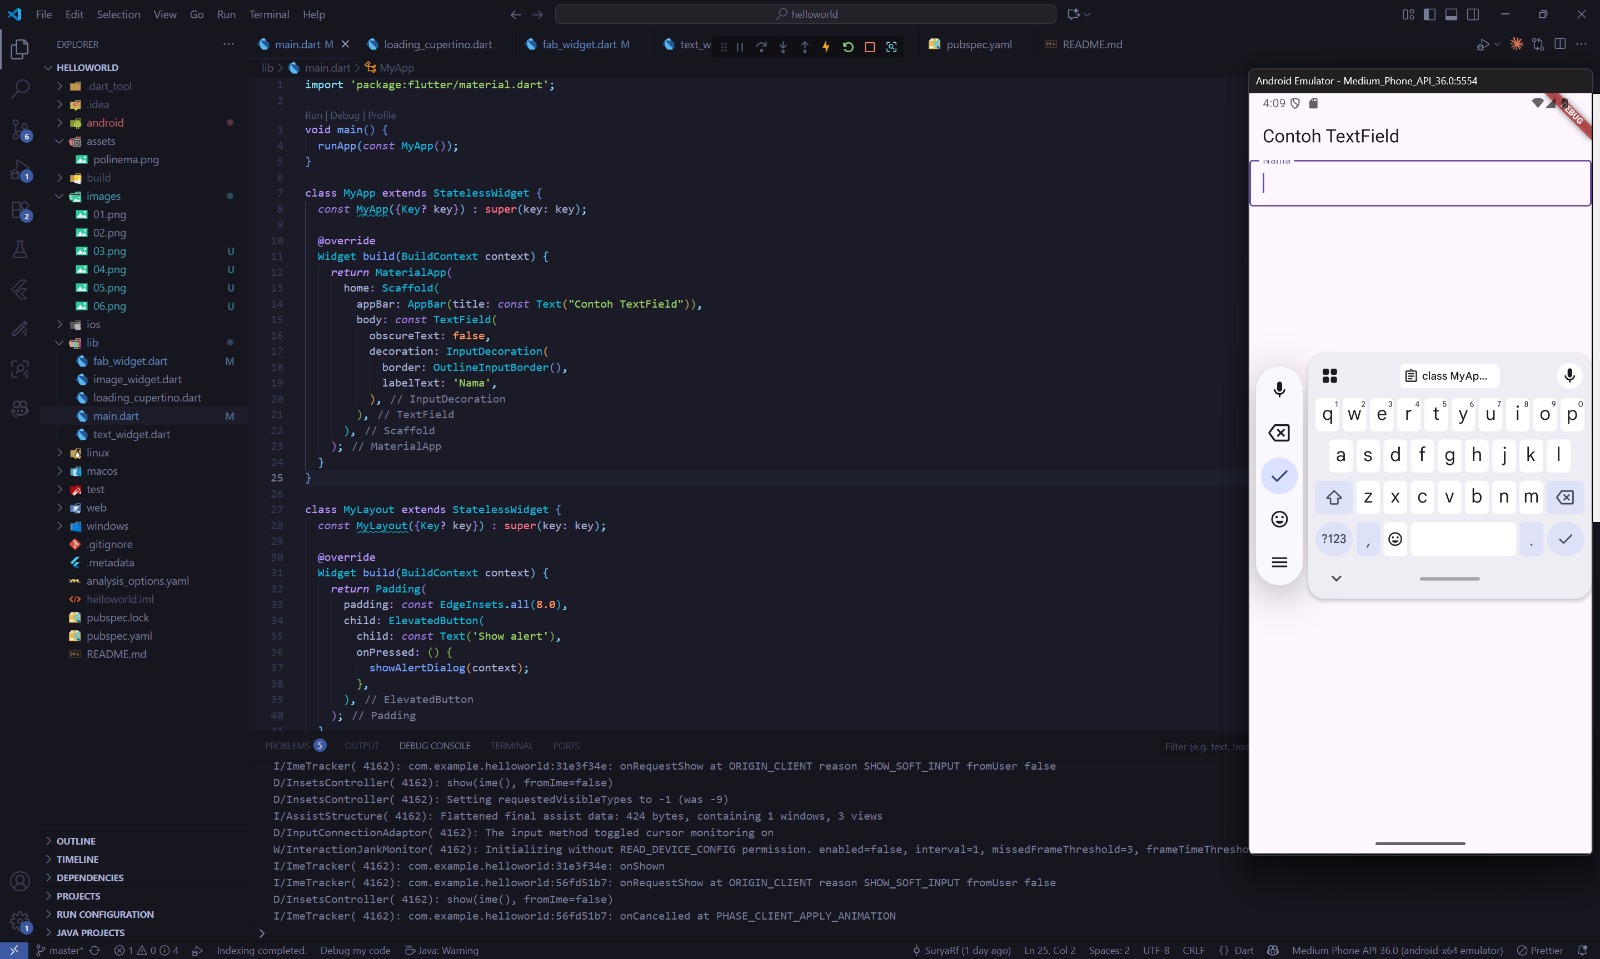 File Edit Selection View Go Run Terminal Help
helloworld
EXPLORER
HELLOWORLD
.dart_tool
.idea
android
assets
polinema.png
build
images
01.png
02.png
03.png U
04.png U
05.png U
06.png U
ios
lib
fab_widget.dart M
image_widget.dart
loading_cupertino.dart
main.dart M
text_widget.dart
linux
macos
test
web
windows
.gitignore
.metadata
analysis_options.yaml
helloworld.iml
pubspec.lock
pubspec.yaml
README.md
OUTLINE
TIMELINE
DEPENDENCIES
PROJECTS
RUN CONFIGURATION
JAVA PROJECTS
6
1
2
1
main.dart M
loading_cupertino.dart
fab_widget.dart M
text_w
pubspec.yaml
README.md
lib > main.dart > MyApp
1 import 'package:flutter/material.dart';
2
Run | Debug | Profile
3 void main() {
4 runApp(const MyApp());
5 }
6
7 class MyApp extends StatelessWidget {
8 const MyApp({Key? key}) : super(key: key);
9
10 @override
11 Widget build(BuildContext context) {
12 return MaterialApp(
13 home: Scaffold(
14 appBar: AppBar(title: const Text("Contoh TextField")),
15 body: const TextField(
16 obscureText: false,
17 decoration: InputDecoration(
18 border: OutlineInputBorder(),
19 labelText: 'Nama',
20 ), // InputDecoration
21 ), // TextField
22 ), // Scaffold
23 ); // MaterialApp
24 }
25 }
26
27 class MyLayout extends StatelessWidget {
28 const MyLayout({Key? key}) : super(key: key);
29
30 @override
31 Widget build(BuildContext context) {
32 return Padding(
33 padding: const EdgeInsets.all(8.0),
34 child: ElevatedButton(
35 child: const Text('Show alert'),
36 onPressed: () {
37 showAlertDialog(context);
38 },
39 ), // ElevatedButton
40 ); // Padding
41 }
PROBLEMS 5 OUTPUT DEBUG CONSOLE TERMINAL PORTS
Filter (e.g. text, !exc
I/ImeTracker( 4162): com.example.helloworld:31e3f34e: onRequestShow at ORIGIN_CLIENT reason SHOW_SOFT_INPUT fromUser false
D/InsetsController( 4162): show(ime(), fromIme=false)
D/InsetsController( 4162): Setting requestedVisibleTypes to -1 (was -9)
I/AssistStructure( 4162): Flattened final assist data: 424 bytes, containing 1 windows, 3 views
D/InputConnectionAdaptor( 4162): The input method toggled cursor monitoring on
W/InteractionJankMonitor( 4162): Initializing without READ_DEVICE_CONFIG permission. enabled=false, interval=1, missedFrameThreshold=3, frameTimeThresho
I/ImeTracker( 4162): com.example.helloworld:31e3f34e: onShown
I/ImeTracker( 4162): com.example.helloworld:56fd51b7: onRequestShow at ORIGIN_CLIENT reason SHOW_SOFT_INPUT fromUser false
D/InsetsController( 4162): show(ime(), fromIme=false)
I/ImeTracker( 4162): com.example.helloworld:56fd51b7: onCancelled at PHASE_CLIENT_APPLY_ANIMATION
Android Emulator - Medium_Phone_API_36.0:5554
4:09
DEBUG
Contoh TextField
Nama
class MyAp...
q1 w2 e3 r4 t5 y6 u7 i8 o9 p0
a s d f g h j k l
z x c v b n m
?123 , .
master* 1 0 4 Indexing completed. Debug my code Java: Warning
SuryaRf (1 day ago) Ln 25, Col 2 Spaces: 2 UTF-8 CRLF {} Dart Medium Phone API 36.0 (android-x64 emulator) Prettier